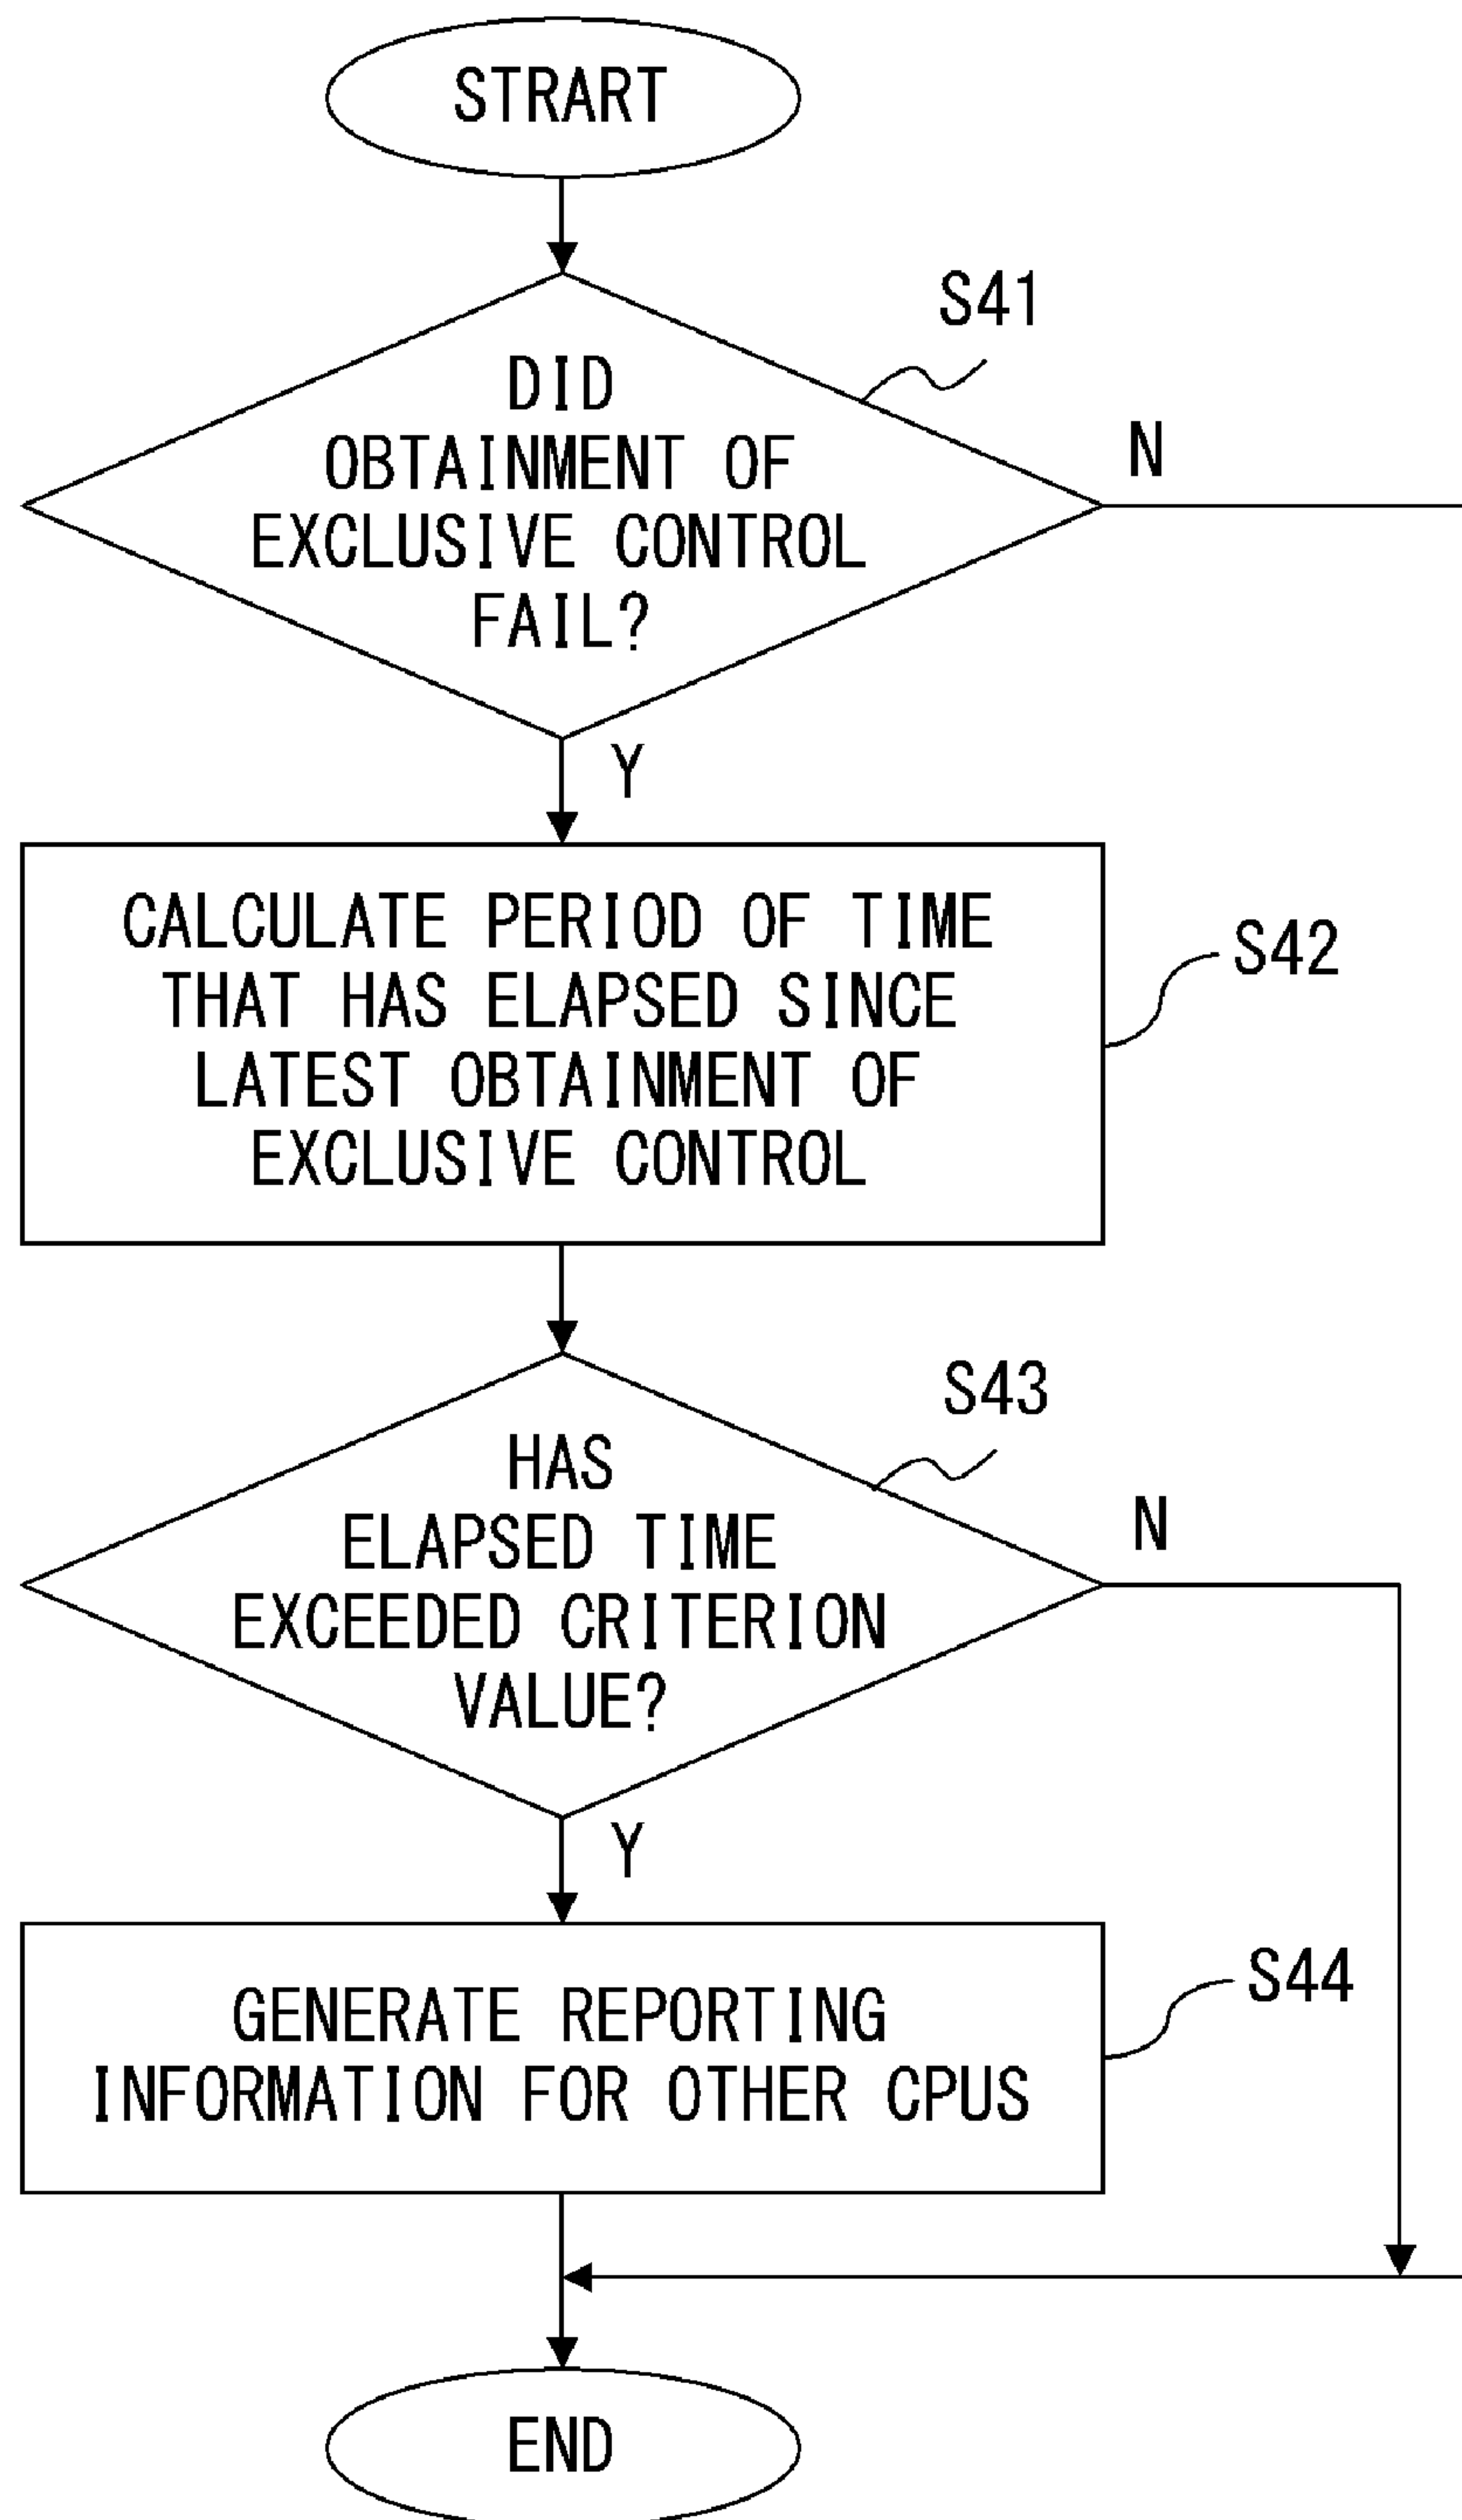 STRART
S41
DID
OBTAINMENT OF
EXCLUSIVE CONTROL
FAIL?
N
Y
CALCULATE PERIOD OF TIME
THAT HAS ELAPSED SINCE
LATEST OBTAINMENT OF
EXCLUSIVE CONTROL
S42
S43
HAS
ELAPSED TIME
EXCEEDED CRITERION
VALUE?
N
Y
GENERATE REPORTING
INFORMATION FOR OTHER CPUS
S44
END